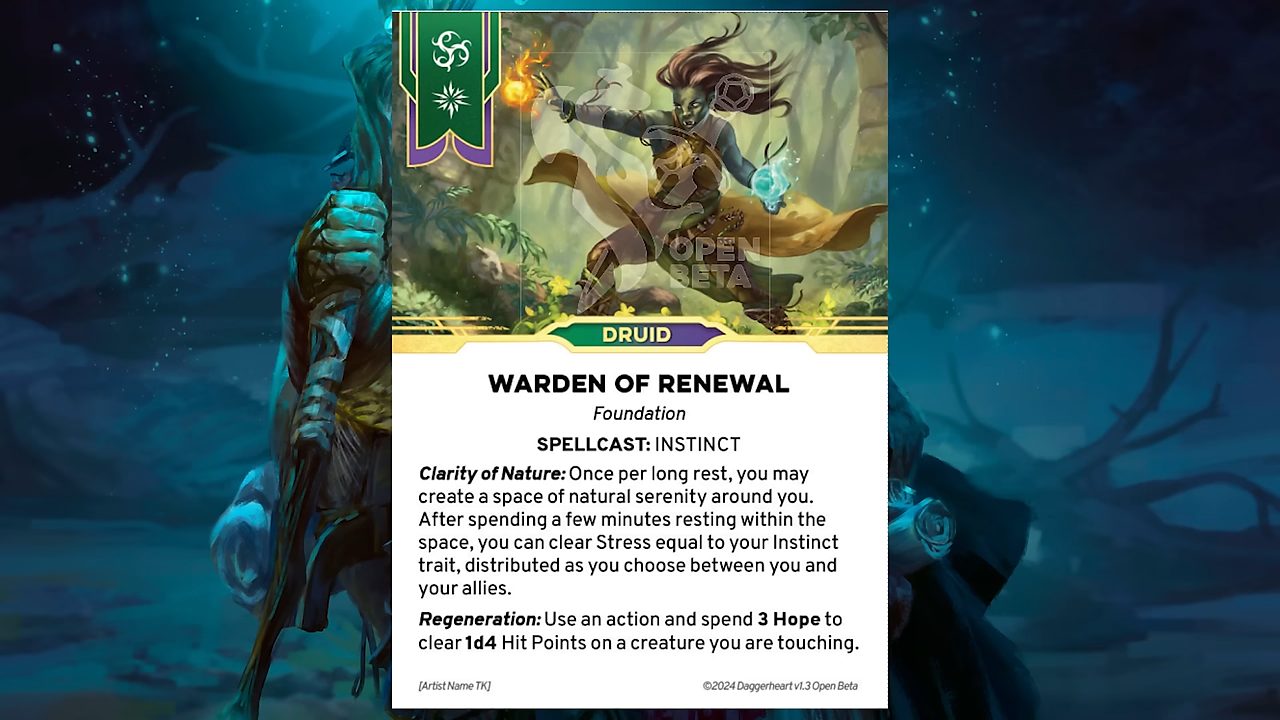 OPEN
BETA
DRUID
WARDEN OF RENEWAL
Foundation
SPELLCAST: INSTINCT
Clarity of Nature: Once per long rest, you may
create a space of natural serenity around you.
After spending a few minutes resting within the
space, you can clear Stress equal to your Instinct
trait, distributed as you choose between you and
your allies.
Regeneration: Use an action and spend 3 Hope to
clear 1d4 Hit Points on a creature you are touching.
[Artist Name TK]
©2024 Daggerheart v1.3 Open Beta